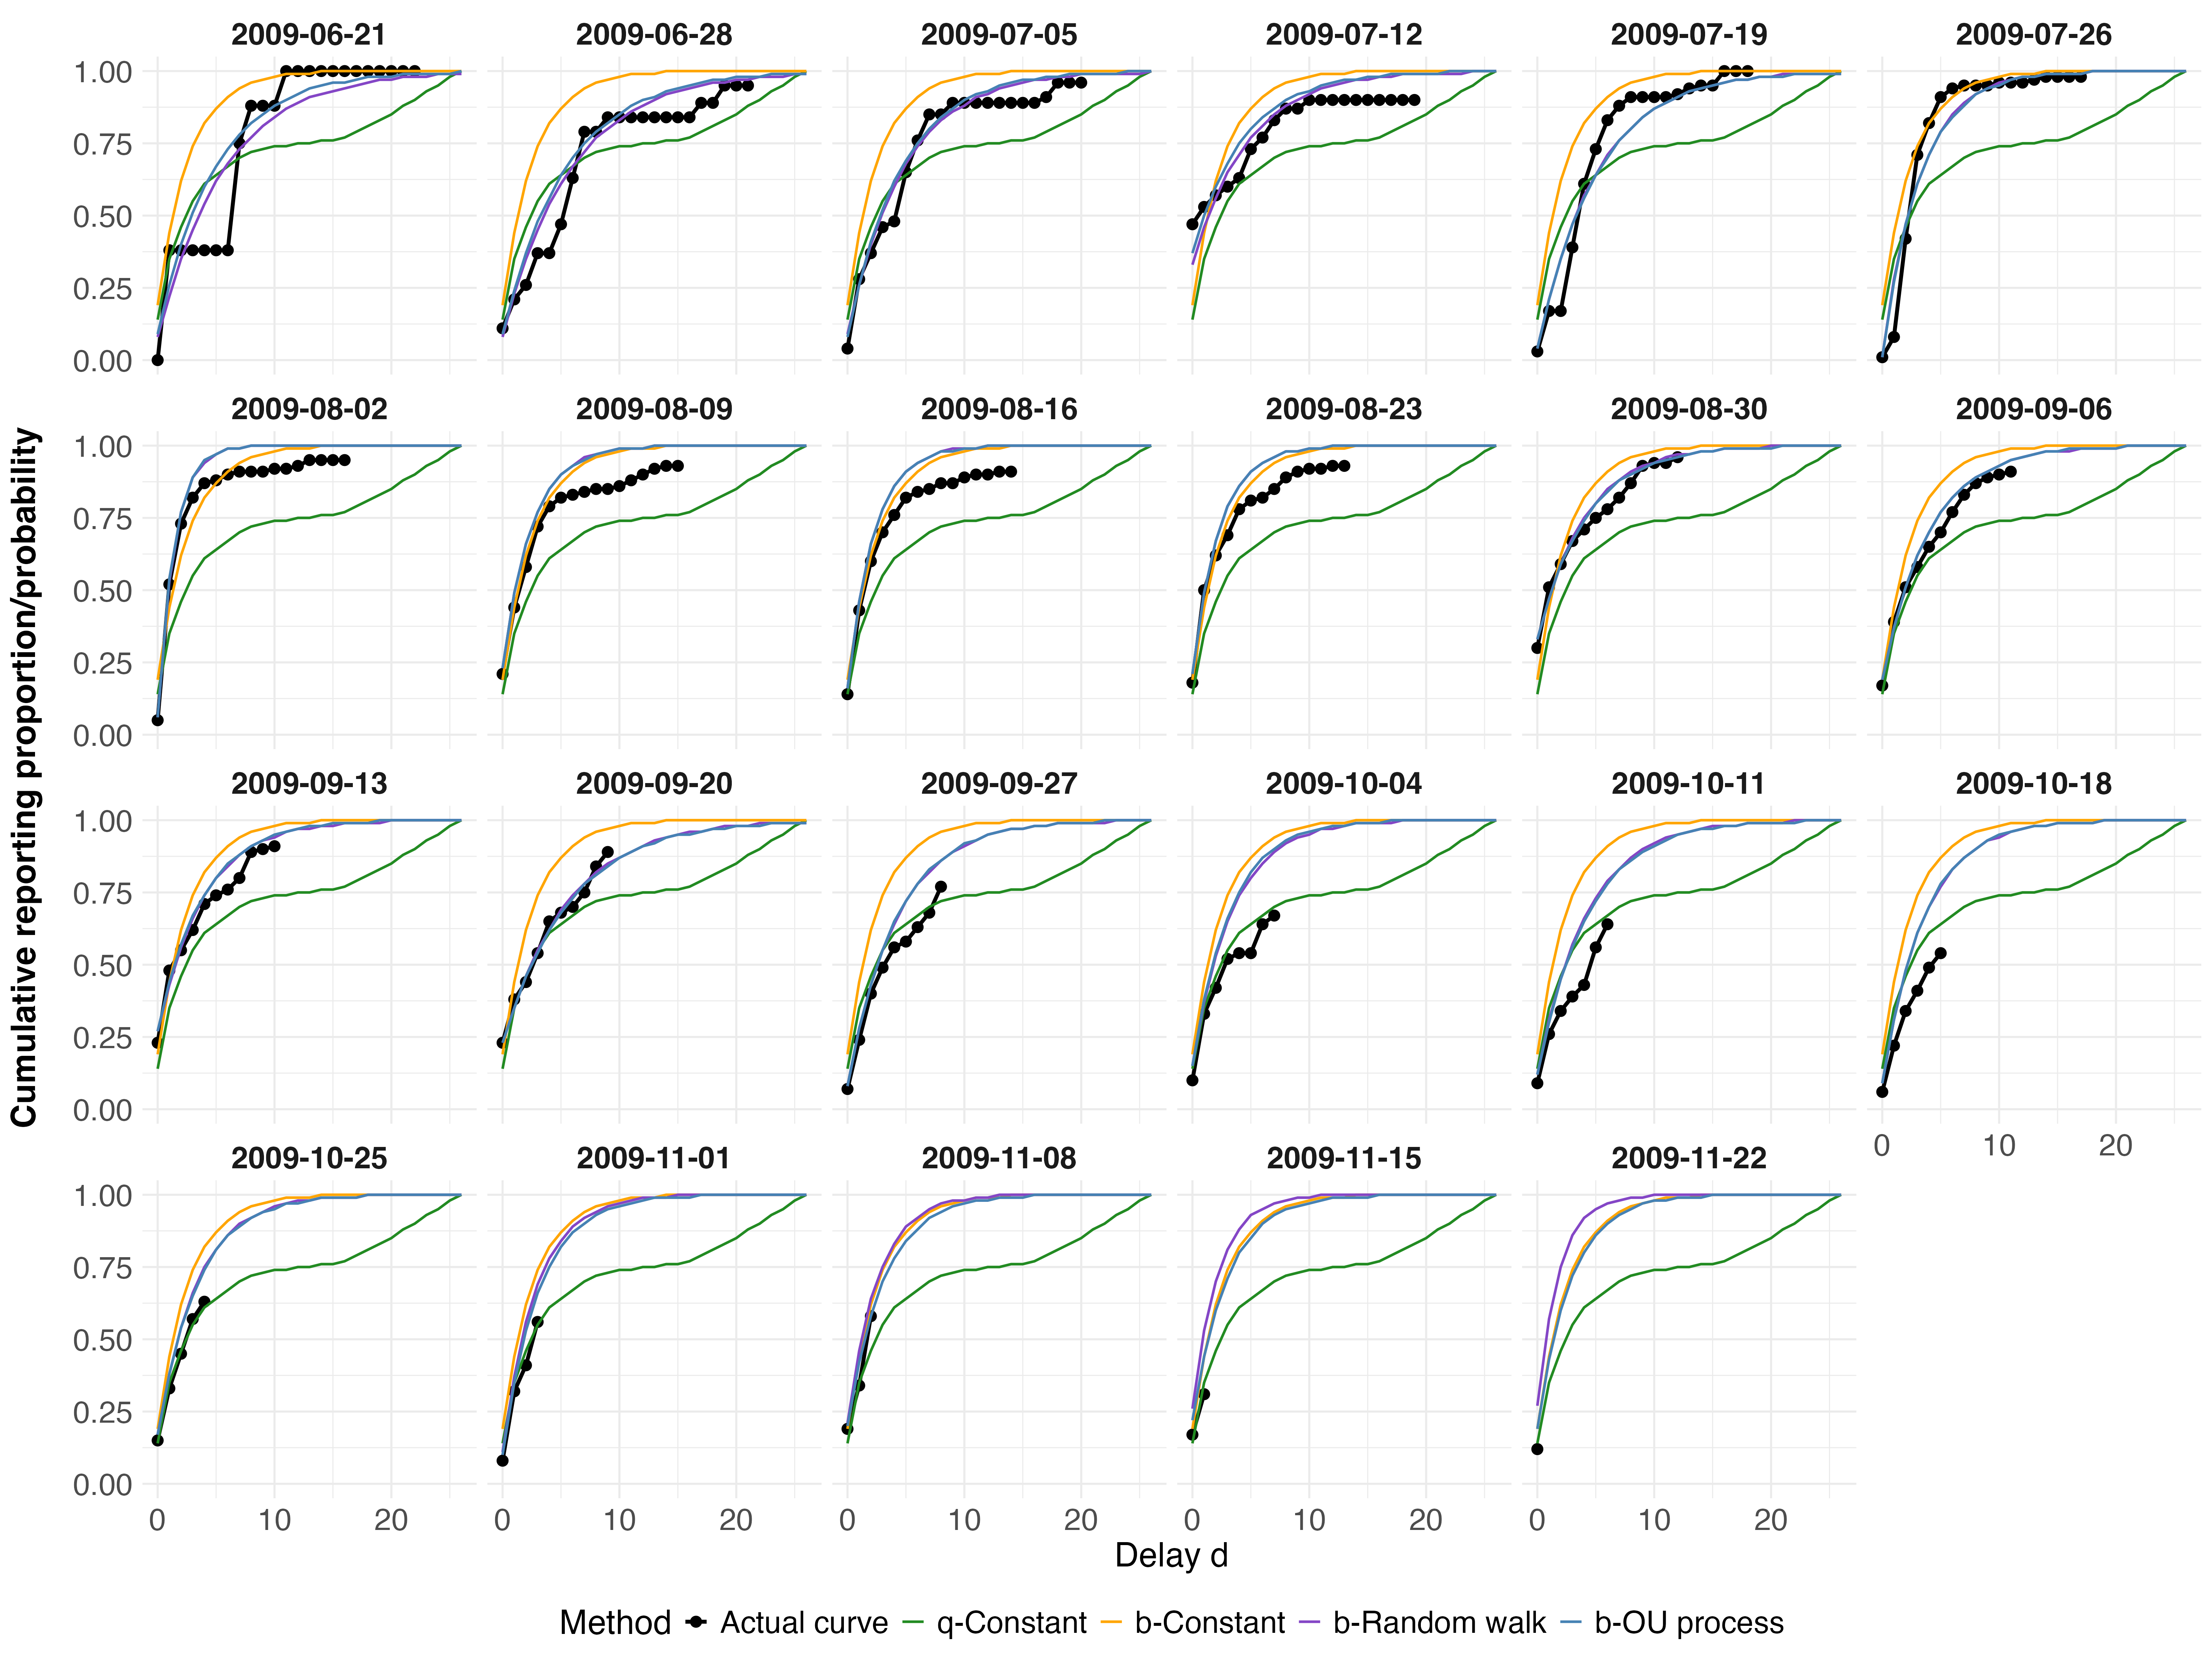 2009-06-21 2009-06-28 2009-07-05 2009-07-12 2009-07-19 2009-07-26
1.00
0.75
0.50
0.25
0.00
2009-08-02 2009-08-09 2009-08-16 2009-08-23 2009-08-30 2009-09-06
1.00
0.75
0.50
0.25
0.00
Cumulative reporting proportion/probability
2009-09-13 2009-09-20 2009-09-27 2009-10-04 2009-10-11 2009-10-18
1.00
0.75
0.50
0.25
0.00
0 10 20
2009-10-25 2009-11-01 2009-11-08 2009-11-15 2009-11-22
1.00
0.75
0.50
0.25
0.00
0 10 20 0 10 20 0 10 20 0 10 20 0 10 20
Delay d
Method Actual curve q-Constant b-Constant b-Random walk b-OU process